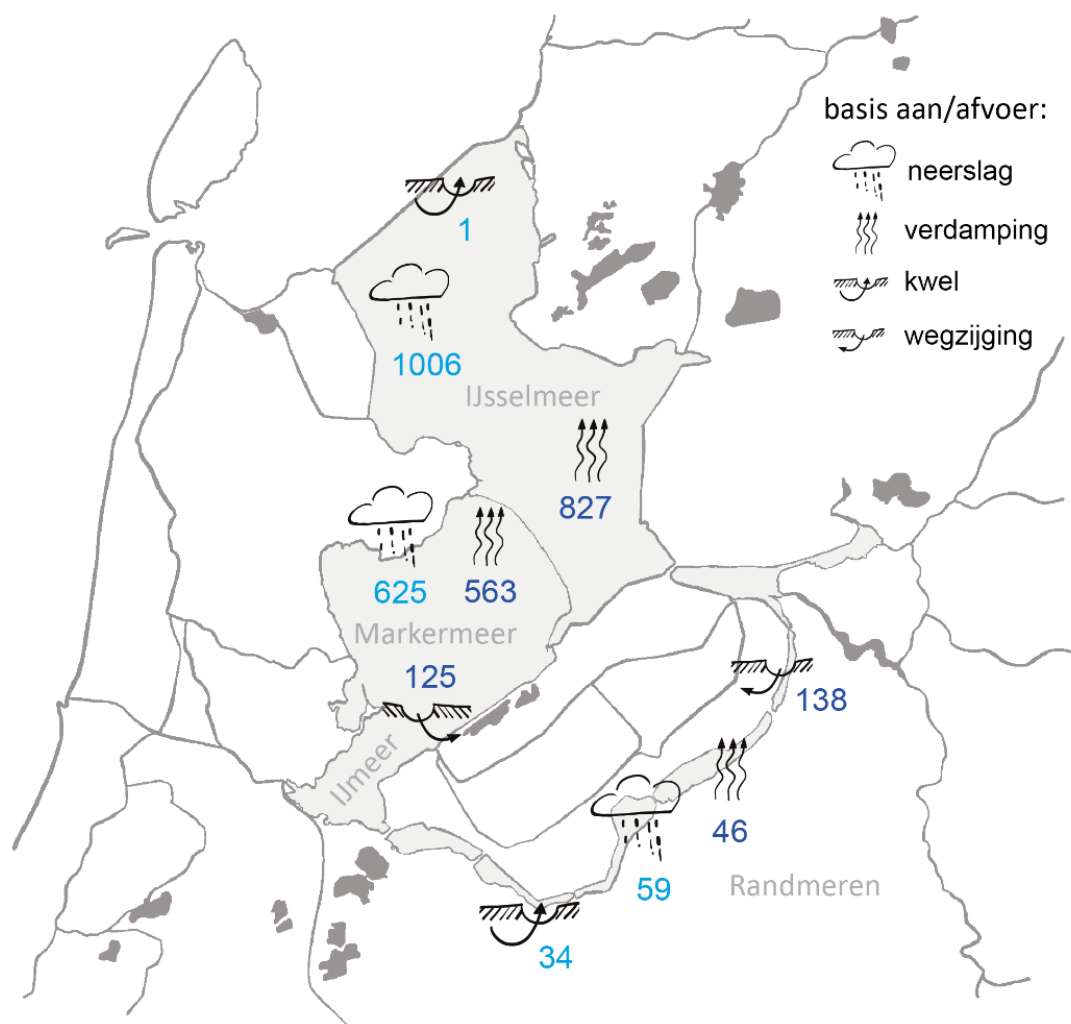 basis aan/afvoer:
neerslag
verdamping
kwel
wegzijging
1
1006
IJsselmeer
827
625
563
Markermeer
125
138
IJmeer
46
59
Randmeren
34